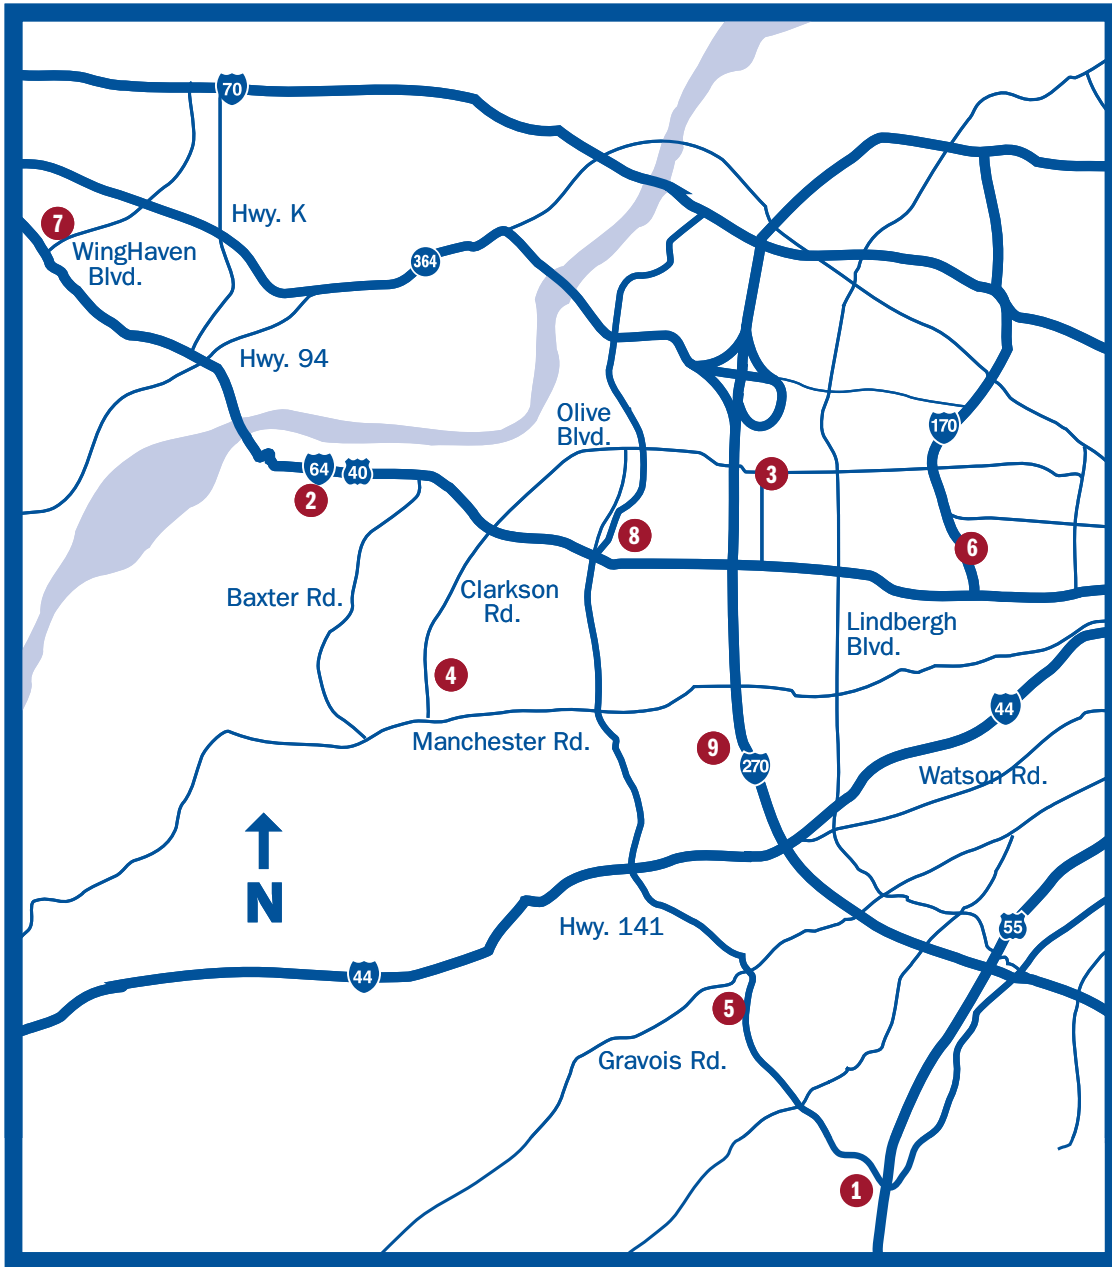 70
Hwy. K
7
WingHaven
Blvd.
364
Hwy. 94
Olive
Blvd.
170
64
40
2
3
8
6
Baxter Rd.
Clarkson
Rd.
Lindbergh
Blvd.
4
44
Manchester Rd.
9
270
Watson Rd.
N
Hwy. 141
55
44
5
Gravois Rd.
1